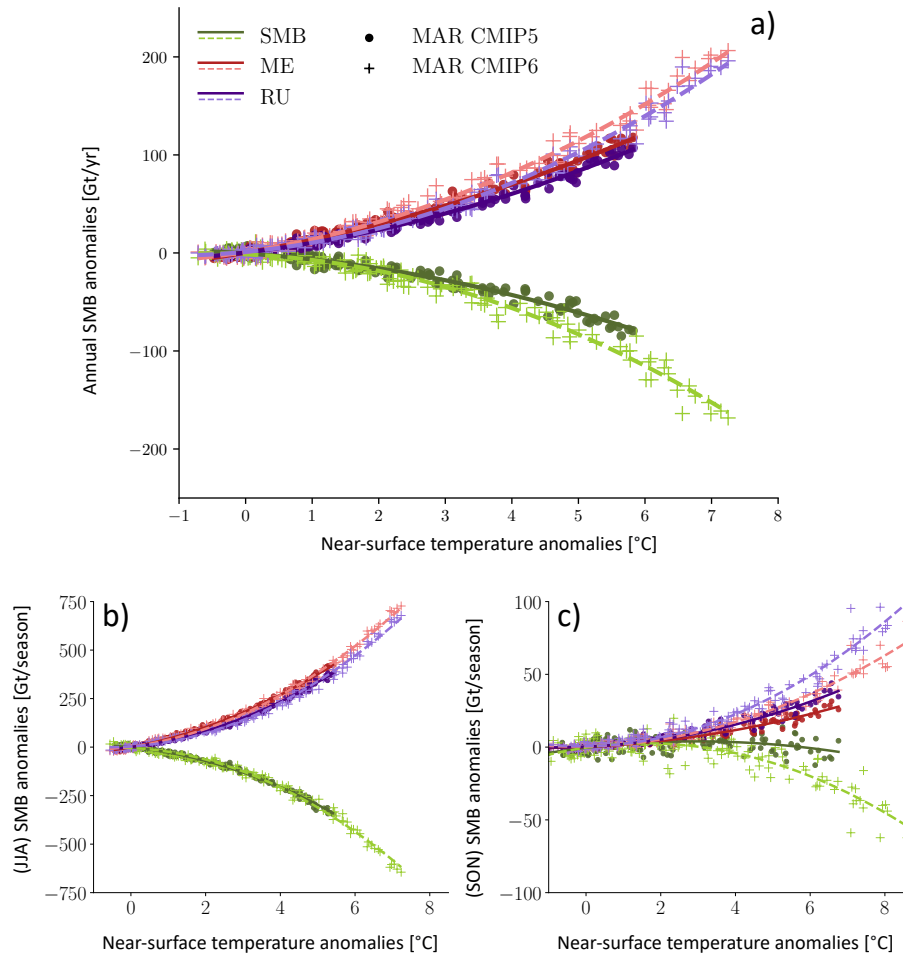 a)
SMB
ME
RU
MAR CMIP5
MAR CMIP6
Annual SMB anomalies [Gt/yr]
200
100
0
−100
−200
−1 0 1 2 3 4 5 6 7 8
Near-surface temperature anomalies [°C]
b)
(JJA) SMB anomalies [Gt/season]
750
500
250
0
−250
−500
−750
0 2 4 6 8
Near-surface temperature anomalies [°C]
c)
(SON) SMB anomalies [Gt/season]
100
50
0
−50
−100
0 2 4 6 8
Near-surface temperature anomalies [°C]